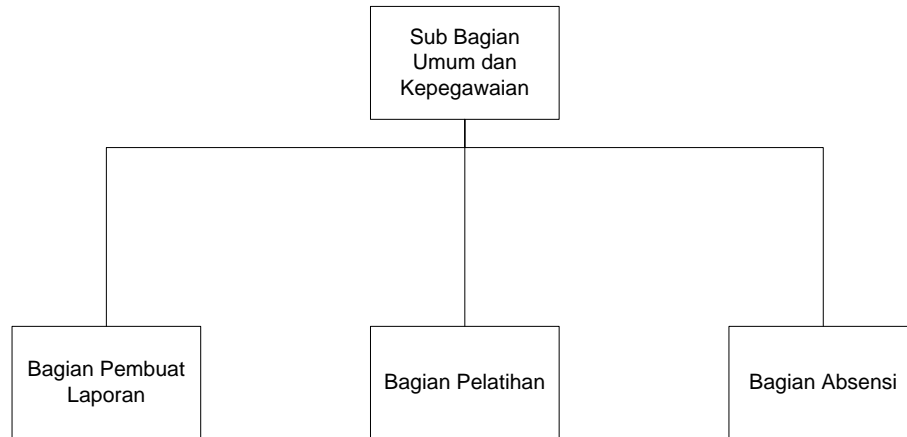 Sub Bagian
Umum dan
Kepegawaian
Bagian Pembuat
Laporan
Bagian Pelatihan
Bagian Absensi